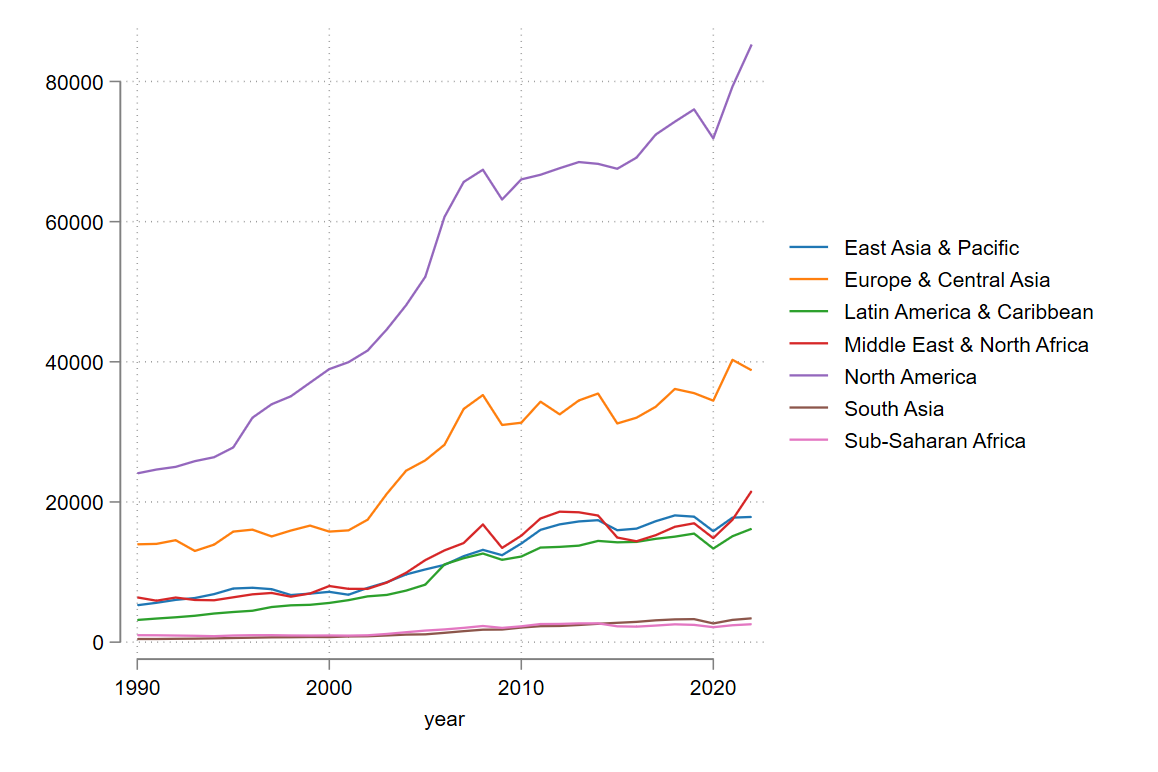 80000
60000
40000
20000
0
1990 2000 2010 2020
year
East Asia & Pacific
Europe & Central Asia
Latin America & Caribbean
Middle East & North Africa
North America
South Asia
Sub-Saharan Africa